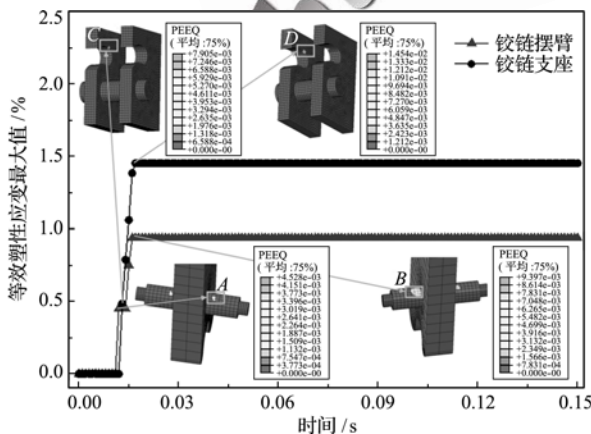 2.5
2.0
1.5
1.0
0.5
0.0
等效塑性应变最大值/%
C
PEEQ
(平均:75%)
+7.905e-03
+7.246e-03
+6.588e-03
+5.929e-03
+5.270e-03
+4.611e-03
+3.953e-03
+3.294e-03
+2.635e-03
+1.976e-03
+1.318e-03
+6.588e-04
+0.000e-00
D
PEEQ
(平均:75%)
+1.454e-02
+1.333e-02
+1.212e-02
+1.091e-02
+9.694e-03
+8.482e-03
+7.270e-03
+6.059e-03
+4.847e-03
+3.635e-03
+2.423e-03
+1.212e-03
+0.000e-00
铰链摆臂
铰链支座
A
PEEQ
(平均:75%)
+4.528e-03
+4.151e-03
+3.773e-03
+3.396e-03
+3.019e-03
+2.641e-03
+2.264e-03
+1.887e-03
+1.509e-03
+1.132e-03
+7.547e-04
+3.773e-04
+0.000e-00
B
PEEQ
(平均:75%)
+9.397e-03
+8.614e-03
+7.831e-03
+7.048e-03
+6.265e-03
+5.482e-03
+4.699e-03
+3.916e-03
+3.132e-03
+2.349e-03
+1.566e-03
+7.831e-04
+0.000e-00
0.00
0.03
0.06
0.09
0.12
0.15
时间/s